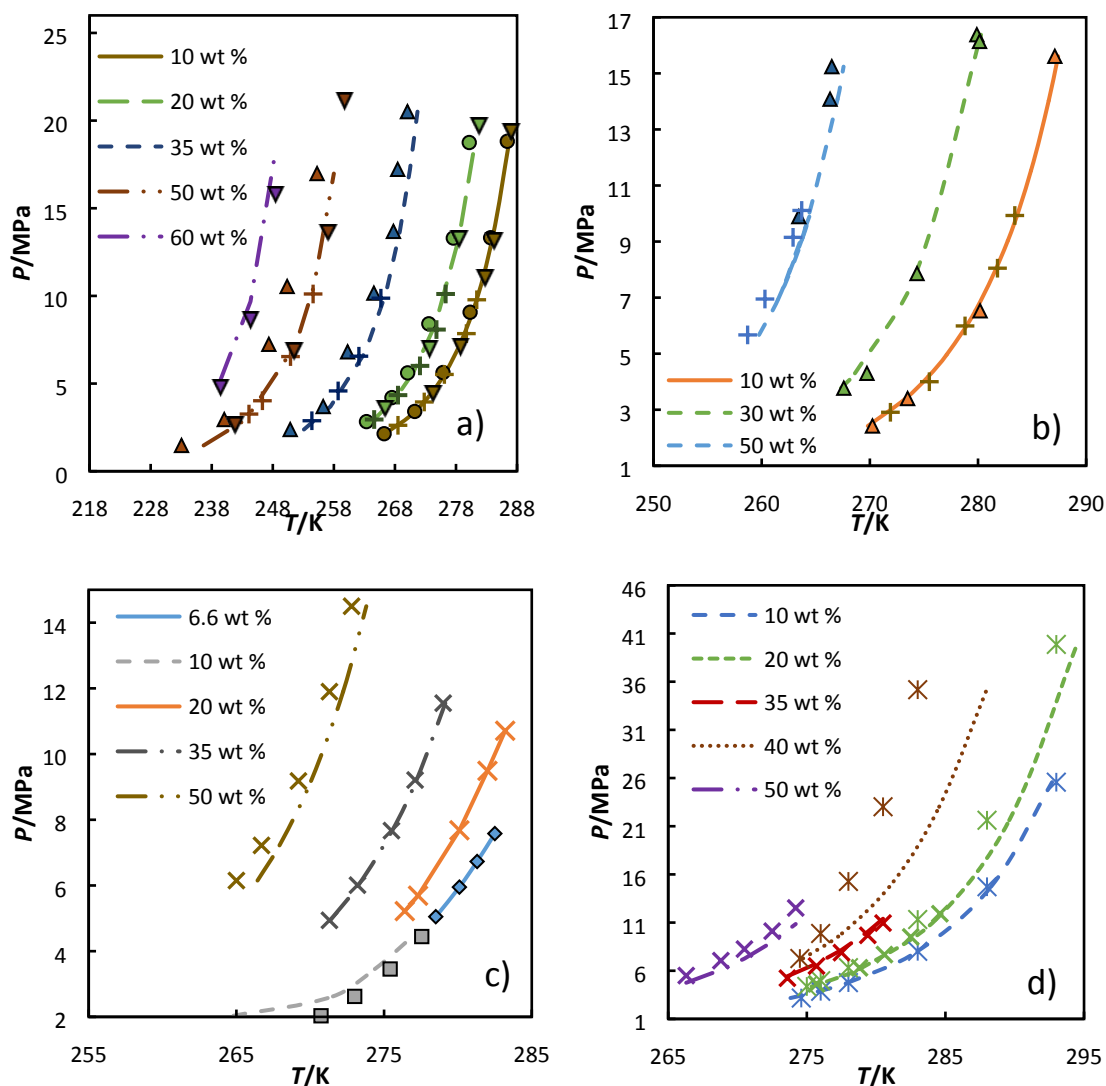 25
20
15
10
5
0
P/MPa
10 wt %
20 wt %
35 wt %
50 wt %
60 wt %
a)
218 228 238 248 258 268 278 288
T/K
17
15
13
11
9
7
5
3
1
P/MPa
10 wt %
30 wt %
50 wt %
b)
250 260 270 280 290
T/K
14
12
10
8
6
4
2
P/MPa
6.6 wt %
10 wt %
20 wt %
35 wt %
50 wt %
c)
255 265 275 285
T/K
46
41
36
31
26
21
16
11
6
1
P/MPa
10 wt %
20 wt %
35 wt %
40 wt %
50 wt %
d)
265 275 285 295
T/K